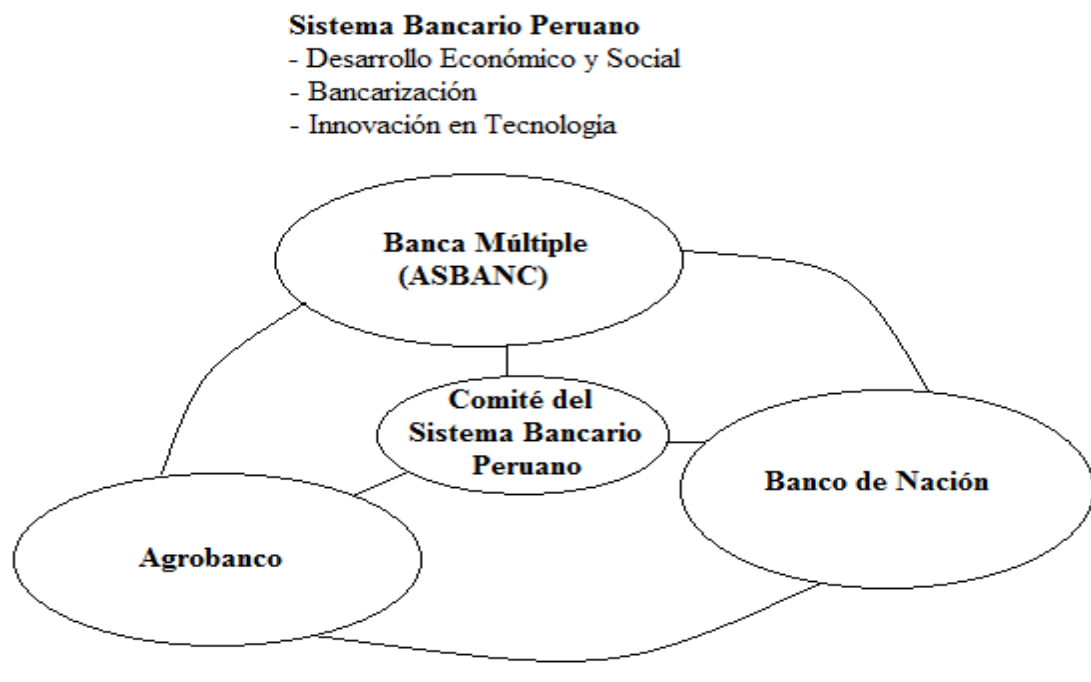 Sistema Bancario Peruano
- Desarrollo Económico y Social
- Bancarización
- Innovación en Tecnología
Banca Múltiple
(ASBANC)
Comité del
Sistema Bancario
Peruano
Banco de Nación
Agrobanco